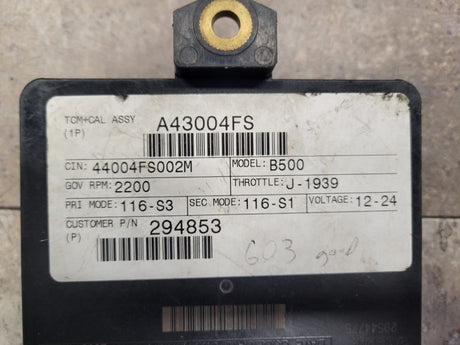 TCM+CAL ASSY A43004FS
(1P)
CIN: 44004FS002M MODEL: B500
GOV RPM: 2200 THROTTLE: J-1939
PRI MODE: 116-S3 SEC MODE: 116-S1 VOLTAGE: 12-24
CUSTOMER P/N 294853
(P)
603 good